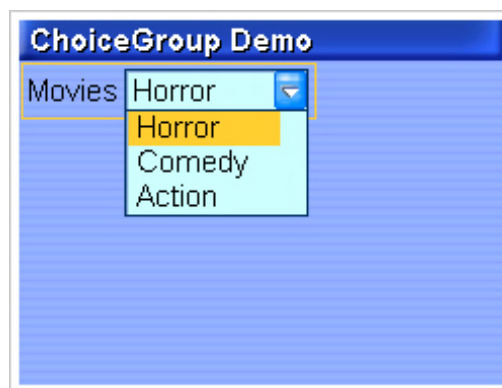 ChoiceGroup Demo
Movies Horror
Horror
Comedy
Action